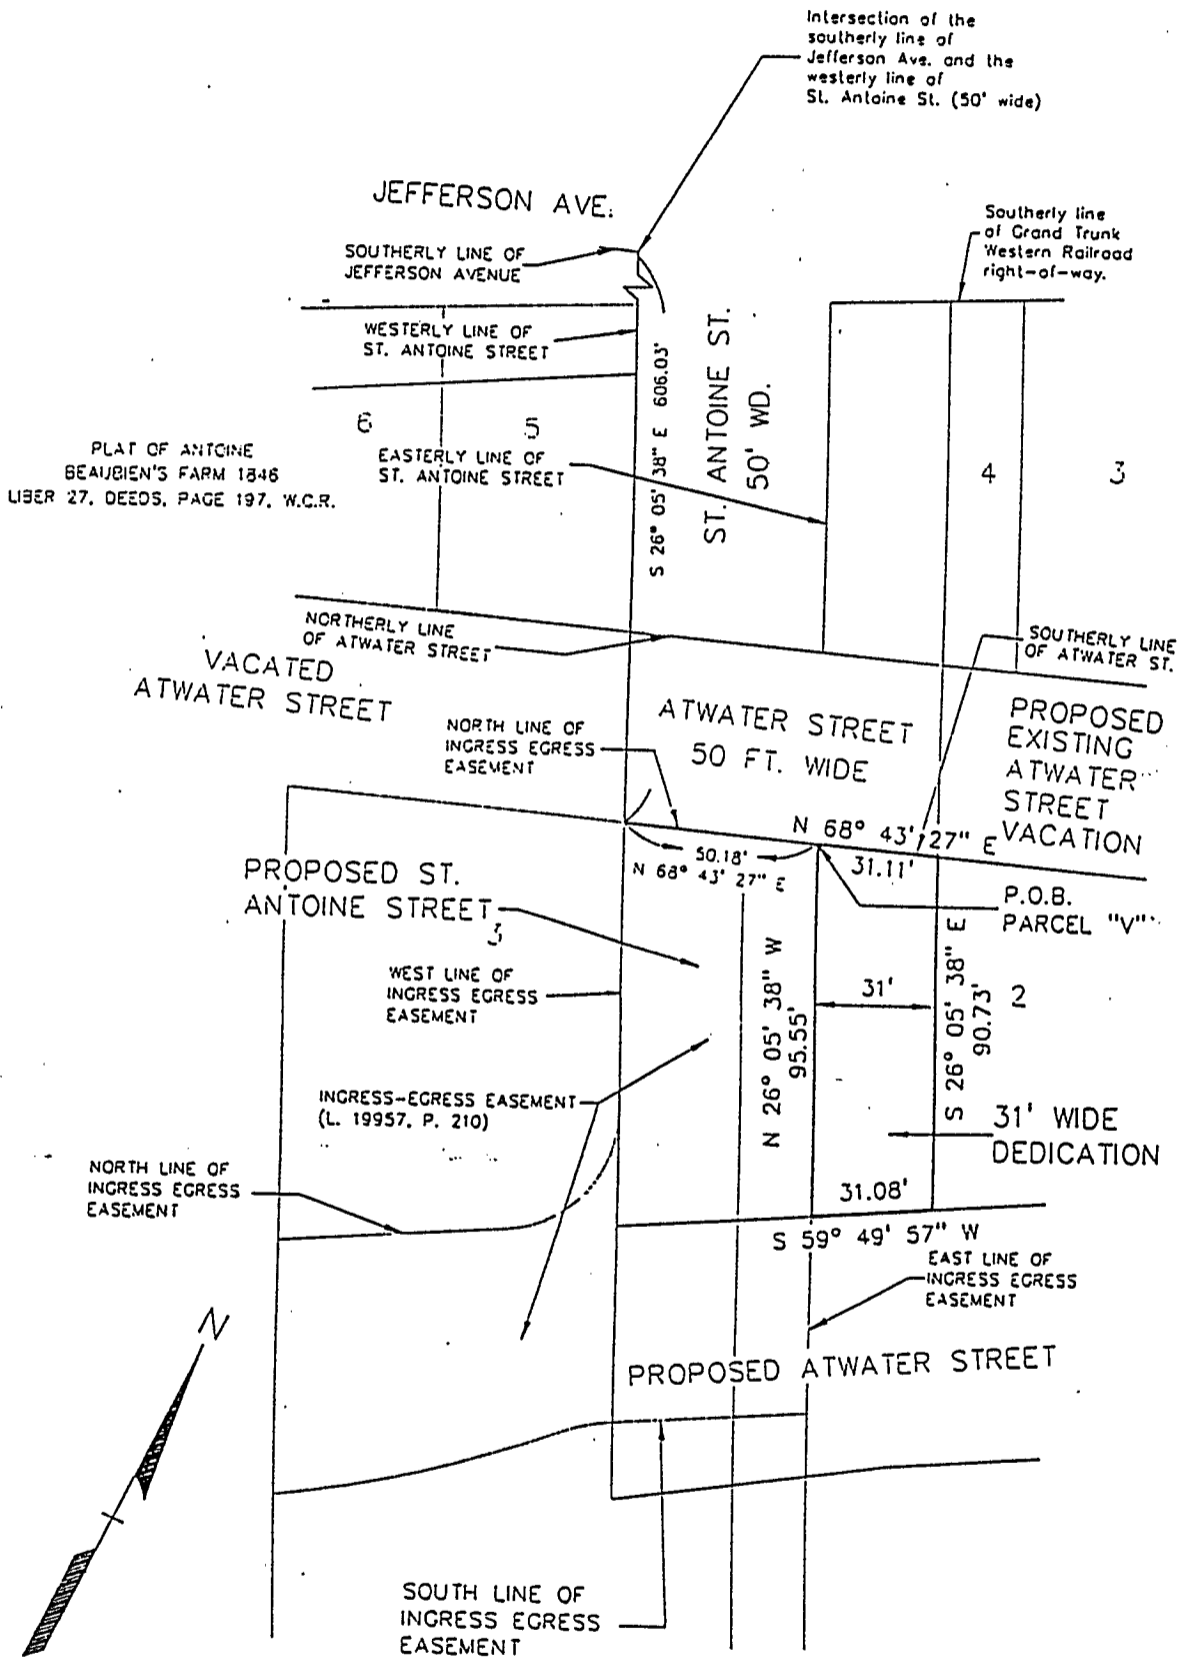 Intersection of the
southerly line of
Jefferson Ave. and the
westerly line of
St. Antoine St. (50' wide)
JEFFERSON AVE.
SOUTHERLY LINE OF
JEFFERSON AVENUE
Southerly line
of Grand Trunk
Western Railroad
right-of-way.
WESTERLY LINE OF
ST. ANTOINE STREET
S 26° 05' 38" E 606.03'
ST. ANTOINE ST.
50' WD.
6
5
4
3
PLAT OF ANTOINE
BEAUBIEN'S FARM 1846
LIBER 27, DEEDS, PAGE 197, W.C.R.
EASTERLY LINE OF
ST. ANTOINE STREET
NORTHERLY LINE
OF ATWATER STREET
SOUTHERLY LINE
OF ATWATER ST.
VACATED
ATWATER STREET
NORTH LINE OF
INGRESS EGRESS
EASEMENT
ATWATER STREET
50 FT. WIDE
PROPOSED
EXISTING
ATWATER
STREET
VACATION
N 68° 43' 27" E
50.18'
N 68° 43' 27" E
31.11'
P.O.B.
PARCEL "V"
PROPOSED ST.
ANTOINE STREET
3
WEST LINE OF
INGRESS EGRESS
EASEMENT
N 26° 05' 38" W
95.55'
31'
S 26° 05' 38" E
90.73'
2
INGRESS-EGRESS EASEMENT
(L. 19957, P. 210)
31' WIDE
DEDICATION
NORTH LINE OF
INGRESS EGRESS
EASEMENT
31.08'
S 59° 49' 57" W
EAST LINE OF
INGRESS EGRESS
EASEMENT
N
PROPOSED ATWATER STREET
SOUTH LINE OF
INGRESS EGRESS
EASEMENT